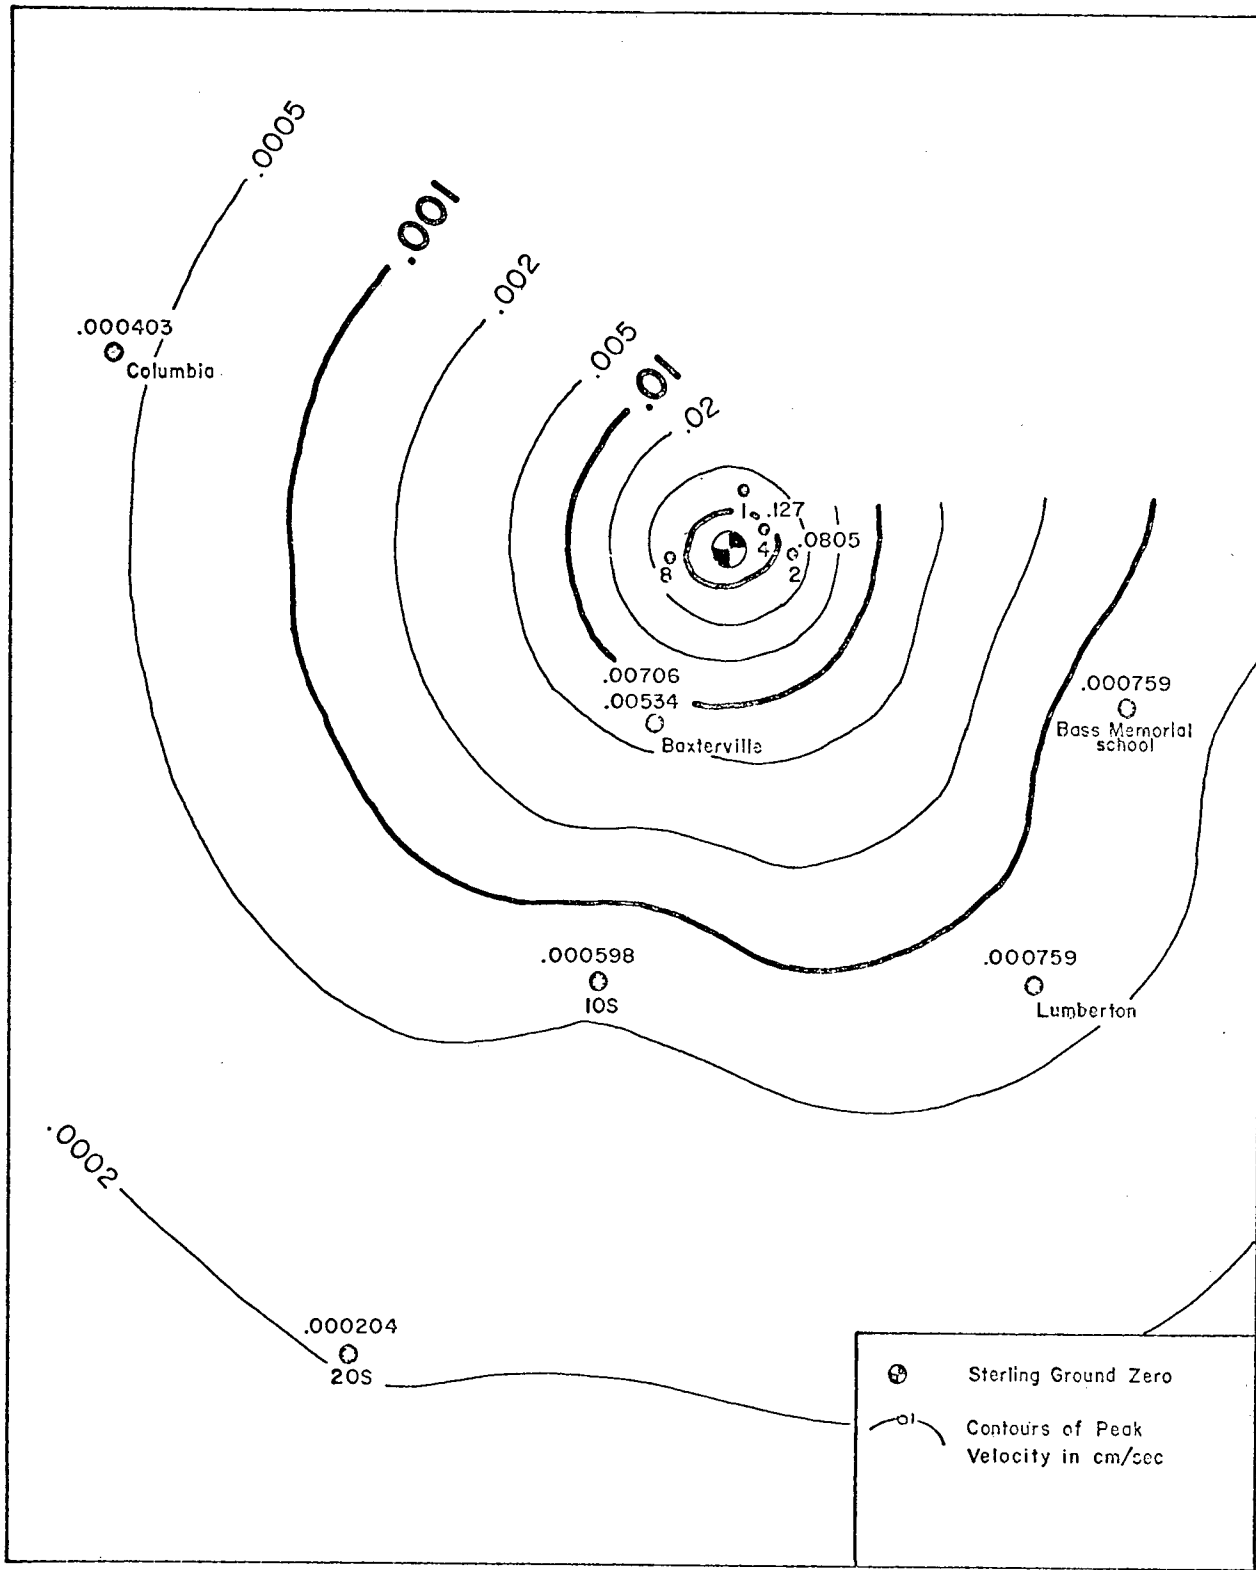 .0005
.001
.002
.005
.01
.02
.000403
Columbia
1
.127
4
.0805
2
8
.00706
.00534
Baxterville
.000759
Bass Memorial
school
.000598
10S
.000759
Lumberton
.0002
.000204
20S
Sterling Ground Zero
.01
Contours of Peak
Velocity in cm/sec